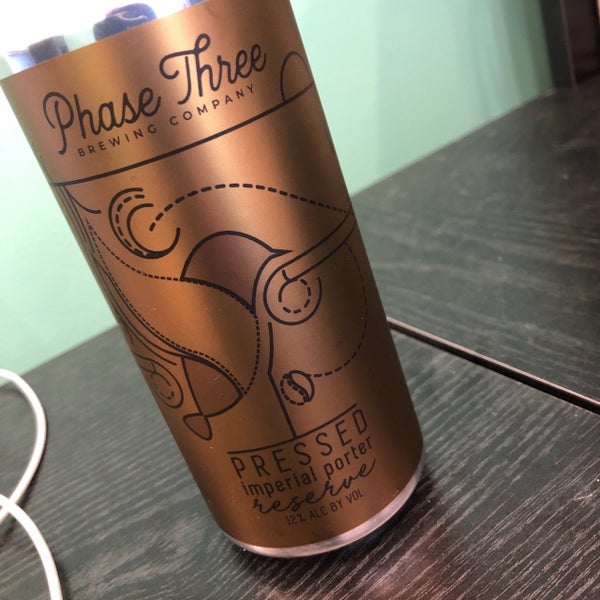 Phase Three
BREWING COMPANY
PRESSED
imperial porter
reserve
12% ALC BY VOL